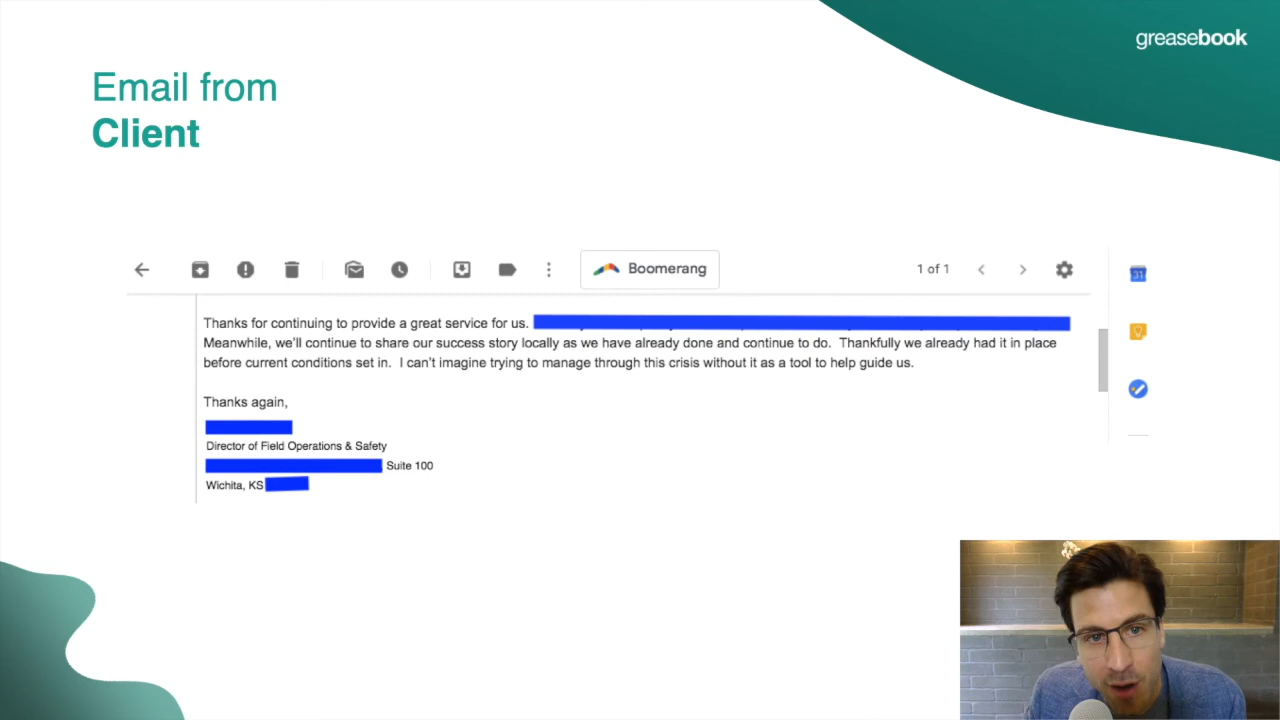 greasebook
Email from
Client
Boomerang
1 of 1
31
Thanks for continuing to provide a great service for us.
Meanwhile, we'll continue to share our success story locally as we have already done and continue to do. Thankfully we already had it in place
before current conditions set in. I can't imagine trying to manage through this crisis without it as a tool to help guide us.
Thanks again,
Director of Field Operations & Safety
Suite 100
Wichita, KS